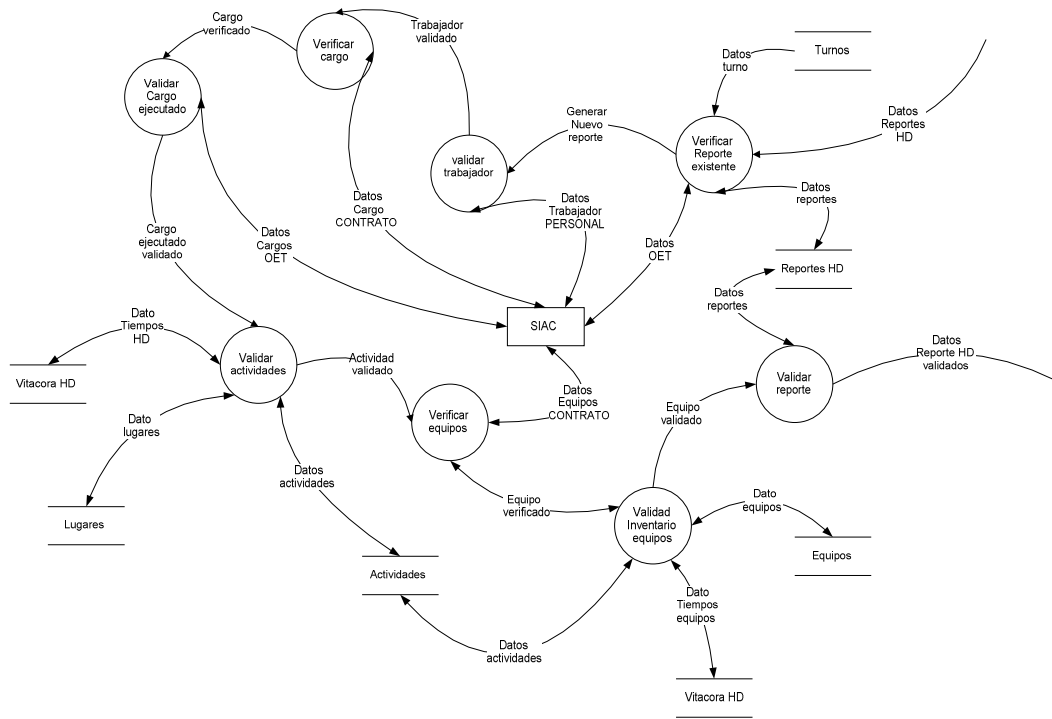 Cargo
verificado
Verificar
cargo
Trabajador
validado
Datos
turno
Turnos
Validar
Cargo
ejecutado
Generar
Nuevo
reporte
Verificar
Reporte
existente
Datos
Reportes
HD
validar
trabajador
Datos
reportes
Datos
Cargo
CONTRATO
Datos
Trabajador
PERSONAL
Cargo
ejecutado
validado
Datos
Cargos
OET
Datos
OET
Reportes HD
Datos
reportes
Dato
Tiempos
HD
SIAC
Vitacora HD
Validar
actividades
Actividad
validado
Datos
Equipos
CONTRATO
Validar
reporte
Datos
Reporte HD
validados
Dato
lugares
Verificar
equipos
Equipo
validado
Datos
actividades
Equipo
verificado
Validad
Inventario
equipos
Dato
equipos
Lugares
Equipos
Actividades
Dato
Tiempos
equipos
Datos
actividades
Vitacora HD